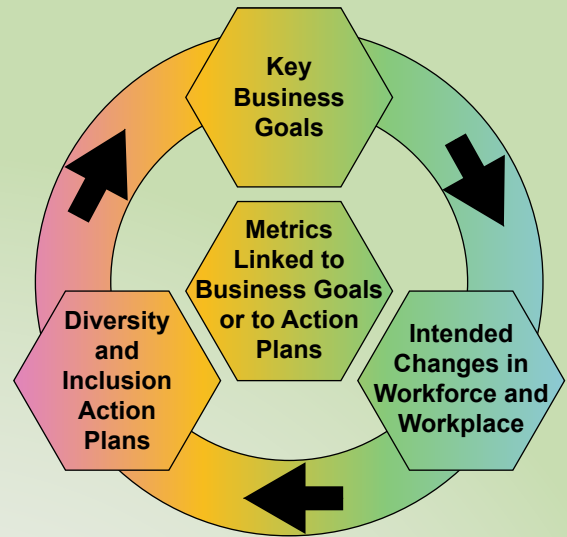 Key
Business
Goals
Metrics
Linked to
Business Goals
or to Action
Plans
Diversity
and
Inclusion
Action
Plans
Intended
Changes in
Workforce and
Workplace